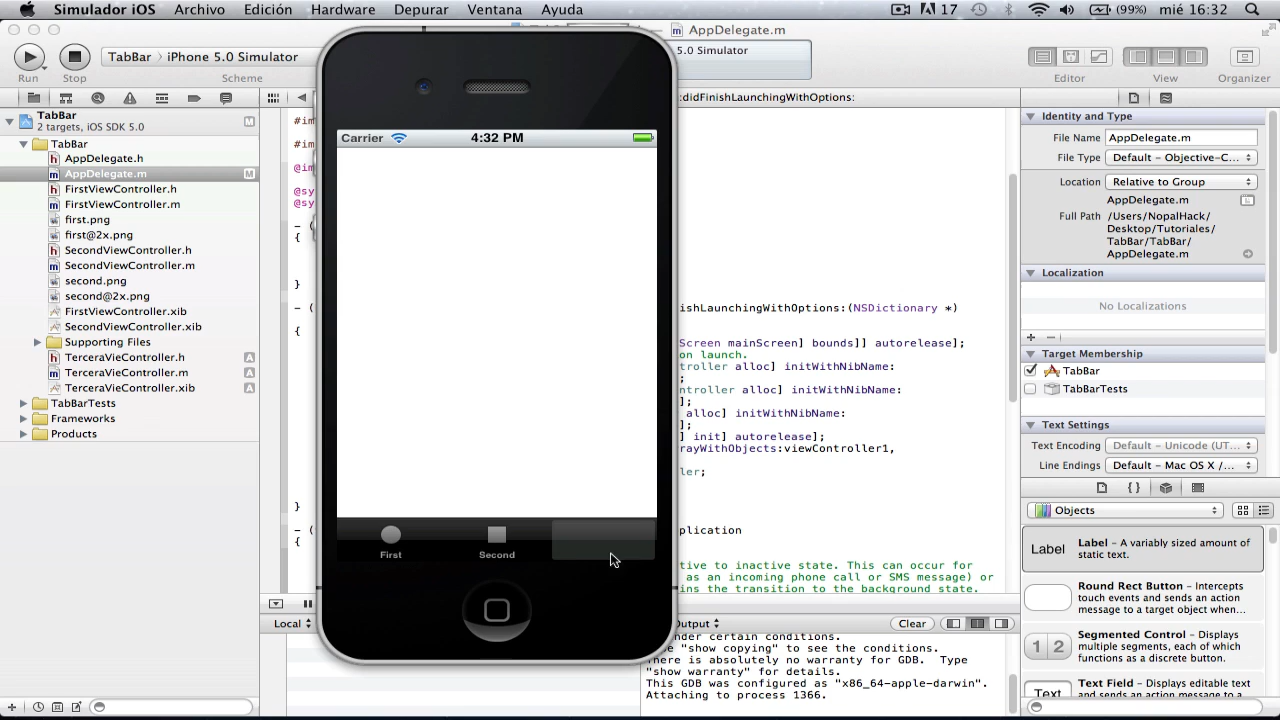 Simulador iOS Archivo Edición Hardware Depurar Ventana Ayuda 17 (99%) mié 16:32
AppDelegate.m
TabBar iPhone 5.0 Simulator
5.0 Simulator
Run Stop Scheme Editor View Organizer
:didFinishLaunchingWithOptions:
TabBar
2 targets, iOS SDK 5.0
M
TabBar
AppDelegate.h
AppDelegate.m M
FirstViewController.h
FirstViewController.m
first.png
first@2x.png
SecondViewController.h
SecondViewController.m
second.png
second@2x.png
FirstViewController.xib
SecondViewController.xib
Supporting Files
TerceraVieController.h A
TerceraVieController.m A
TerceraVieController.xib A
TabBarTests
Frameworks
Products
#im
#im
@im
@sy
@sy
- (
{
}
- (
{
}
- (
{
Carrier 4:32 PM
First Second
ishLaunchingWithOptions:(NSDictionary *)
Screen mainScreen] bounds]] autorelease];
on launch.
troller alloc] initWithNibName:
;
ntroller alloc] initWithNibName:
];
alloc] initWithNibName:
];
] init] autorelease];
rayWithObjects:viewController1,
ler;
plication
tive to inactive state. This can occur for
as an incoming phone call or SMS message) or
ins the transition to the background state.
Local
Output Clear
nder certain conditions.
"show copying" to see the conditions.
There is absolutely no warranty for GDB. Type
"show warranty" for details.
This GDB was configured as "x86_64-apple-darwin".
Attaching to process 1366.
Identity and Type
File Name AppDelegate.m
File Type Default - Objective-C...
Location Relative to Group
AppDelegate.m
Full Path /Users/NopalHack/
Desktop/Tutoriales/
TabBar/TabBar/
AppDelegate.m
Localization
No Localizations
Target Membership
TabBar
TabBarTests
Text Settings
Text Encoding Default - Unicode (UT...
Line Endings Default - Mac OS X /...
{ }
Objects
Label Label - A variably sized amount of
static text.
Round Rect Button - Intercepts
touch events and sends an action
message to a target object when...
1 2 Segmented Control - Displays
multiple segments, each of which
functions as a discrete button.
Text Text Field - Displays editable text
and sends an action message to a